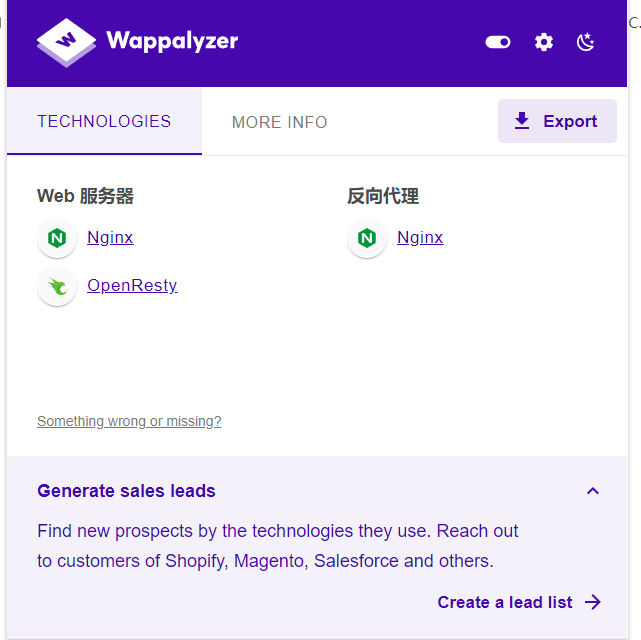 Wappalyzer
C.
TECHNOLOGIES
MORE INFO
Export
Web 服务器
反向代理
Nginx
Nginx
OpenResty
Something wrong or missing?
Generate sales leads
Find new prospects by the technologies they use. Reach out
to customers of Shopify, Magento, Salesforce and others.
Create a lead list